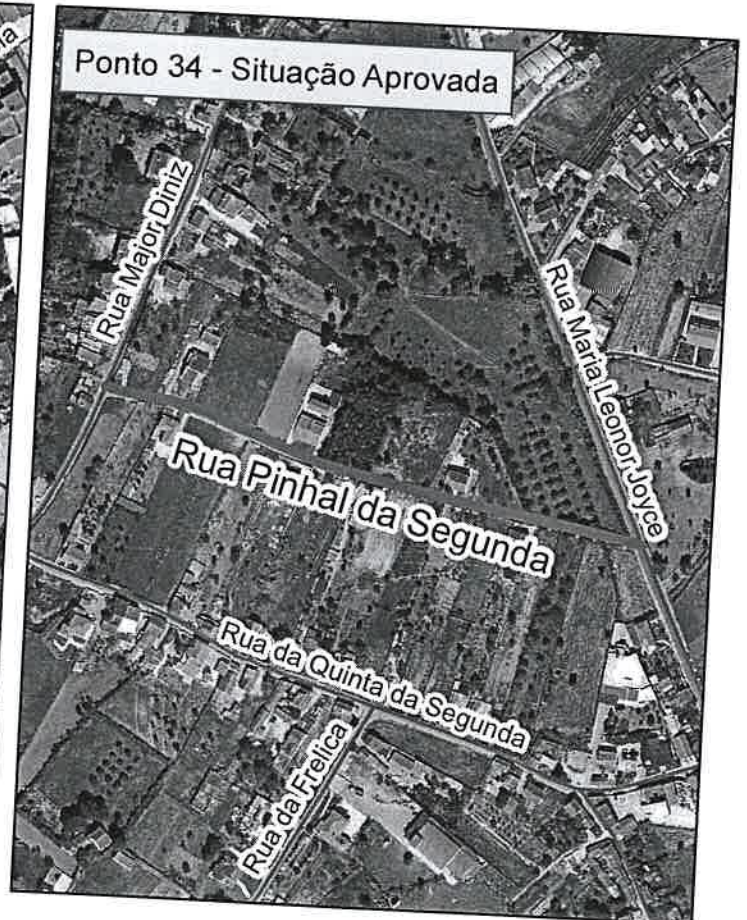 Ponto 34 - Situação Aprovada
Rua Major Diniz
Rua Maria Leonor Joyce
Rua Pinhal da Segunda
Rua da Quinta da Segunda
Rua da Frelica